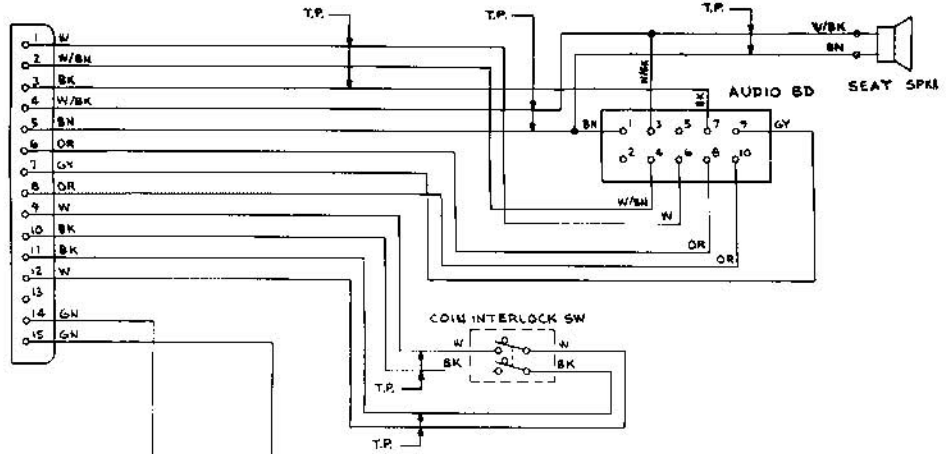 T.P.
T.P.
T.P.
1 W
2 W/BN
3 BK
4 W/BK
5 BN
6 OR
7 GY
8 OR
9 W
10 BK
11 BK
12 W
13
14 GN
15 GN
W/BK
BN
SEAT SPKR
W/BK
BK
AUDIO BD
BN 1 3 5 7 9 GY
2 4 6 8 10
W/BN
W
OR
OR
COIN INTERLOCK SW
W W
BK BK
T.P.
T.P.